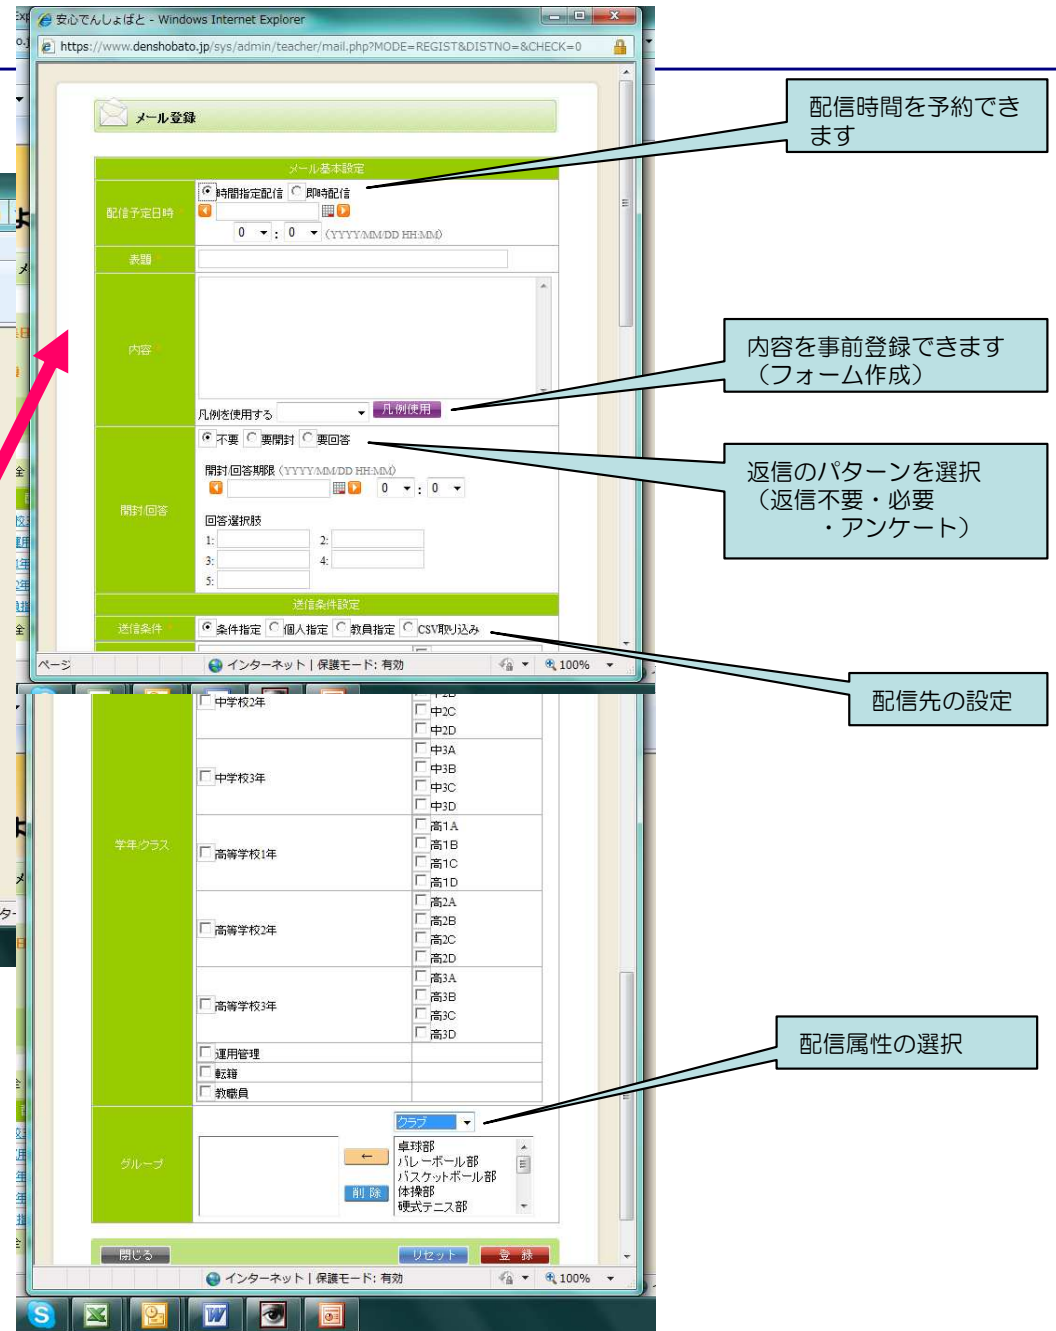 安心でんしょばと - Windows Internet Explorer
https://www.denshobato.jp/sys/admin/teacher/mail.php?MODE=REGIST&DISTNO=&CHECK=0
メール登録
メール基本設定
配信予定日時
時間指定配信 即時配信
0 : 0 (YYYY/MM/DD HH:MM)
表題 *
内容 *
凡例を使用する 凡例使用
開封/回答
不要 要開封 要回答
開封/回答期限 (YYYY/MM/DD HH:MM)
0 : 0
回答選択肢
1: 2:
3: 4:
5:
送信条件設定
送信条件 *
条件指定 個人指定 教員指定 CSV取り込み
ページ インターネット | 保護モード: 有効 100%
配信時間を予約でき
ます
内容を事前登録できます
(フォーム作成)
返信のパターンを選択
(返信不要・必要
・アンケート)
配信先の設定
学年/クラス
中学校2年
中2B
中2C
中2D
中学校3年
中3A
中3B
中3C
中3D
高等学校1年
高1A
高1B
高1C
高1D
高等学校2年
高2A
高2B
高2C
高2D
高等学校3年
高3A
高3B
高3C
高3D
運用管理
転籍
教職員
配信属性の選択
グループ
クラブ
←
削除
卓球部
バレーボール部
バスケットボール部
体操部
硬式テニス部
閉じる リセット 登録
インターネット | 保護モード: 有効 100%